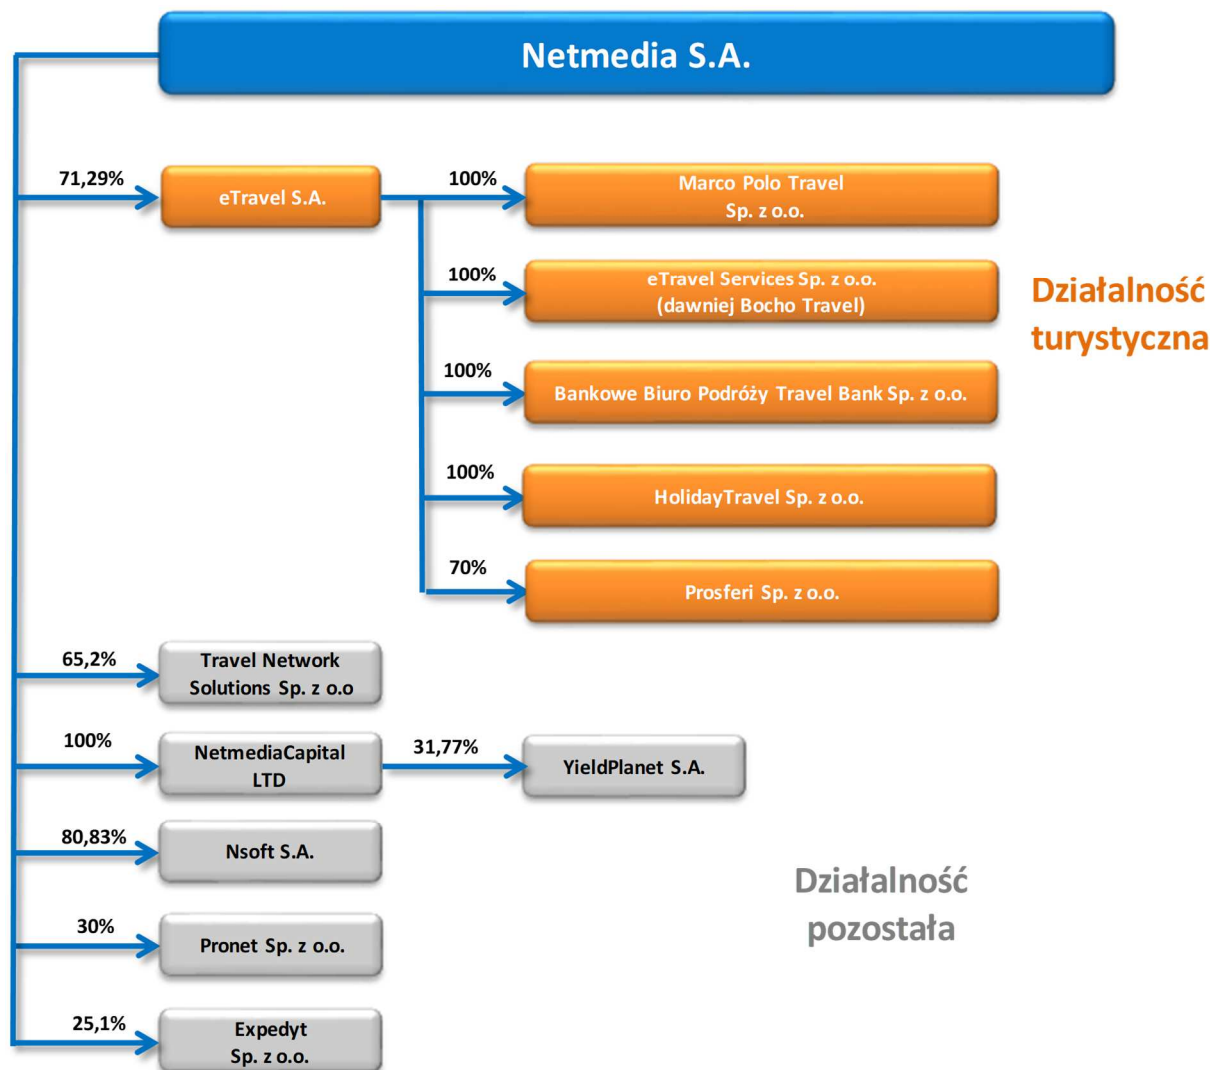 Netmedia S.A.
71,29%
eTravel S.A.
100%
Marco Polo Travel
Sp. z o.o.
100%
eTravel Services Sp. z o.o.
(dawniej Bocho Travel)
Działalność
turystyczna
100%
Bankowe Biuro Podróży Travel Bank Sp. z o.o.
100%
HolidayTravel Sp. z o.o.
70%
Prosferi Sp. z o.o.
65,2%
Travel Network
Solutions Sp. z o.o
100%
NetmediaCapital
LTD
31,77%
YieldPlanet S.A.
80,83%
Nsoft S.A.
Działalność
pozostała
30%
Pronet Sp. z o.o.
25,1%
Expedyt
Sp. z o.o.